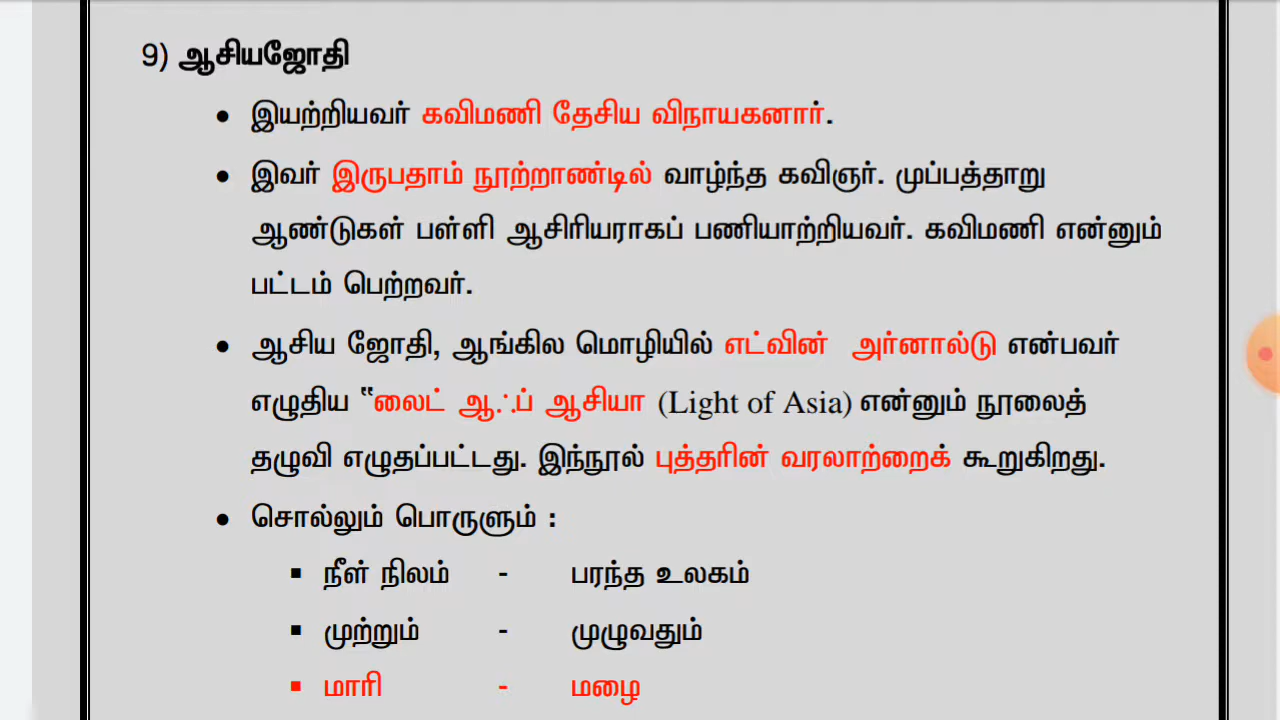 9) ஆசியஜோதி
● இயற்றியவர் கவிமணி தேசிய விநாயகனார்.
● இவர் இருபதாம் நூற்றாண்டில் வாழ்ந்த கவிஞர். முப்பத்தாறு
ஆண்டுகள் பள்ளி ஆசிரியராகப் பணியாற்றியவர். கவிமணி என்னும்
பட்டம் பெற்றவர்.
● ஆசிய ஜோதி, ஆங்கில மொழியில் எட்வின் அர்னால்டு என்பவர்
எழுதிய “லைட் ஆஃப் ஆசியா (Light of Asia) என்னும் நூலைத்
தழுவி எழுதப்பட்டது. இந்நூல் புத்தரின் வரலாற்றைக் கூறுகிறது.
● சொல்லும் பொருளும் :
▪ நீள் நிலம் - பரந்த உலகம்
▪ முற்றும் - முழுவதும்
▪ மாரி - மழை